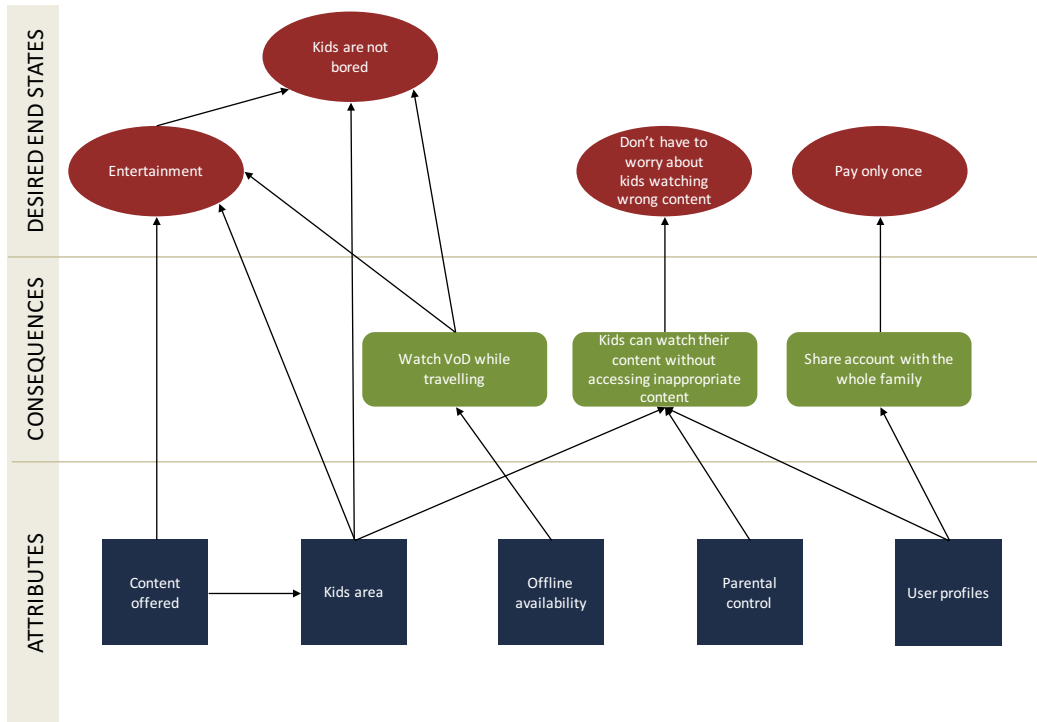 DESIRED END STATES
Kids are not
bored
Entertainment
Don't have to
worry about
kids watching
wrong content
Pay only once
CONSEQUENCES
Watch VoD while
travelling
Kids can watch their
content without
accessing inappropriate
content
Share account with the
whole family
ATTRIBUTES
Content
offered
Kids area
Offline
availability
Parental
control
User profiles